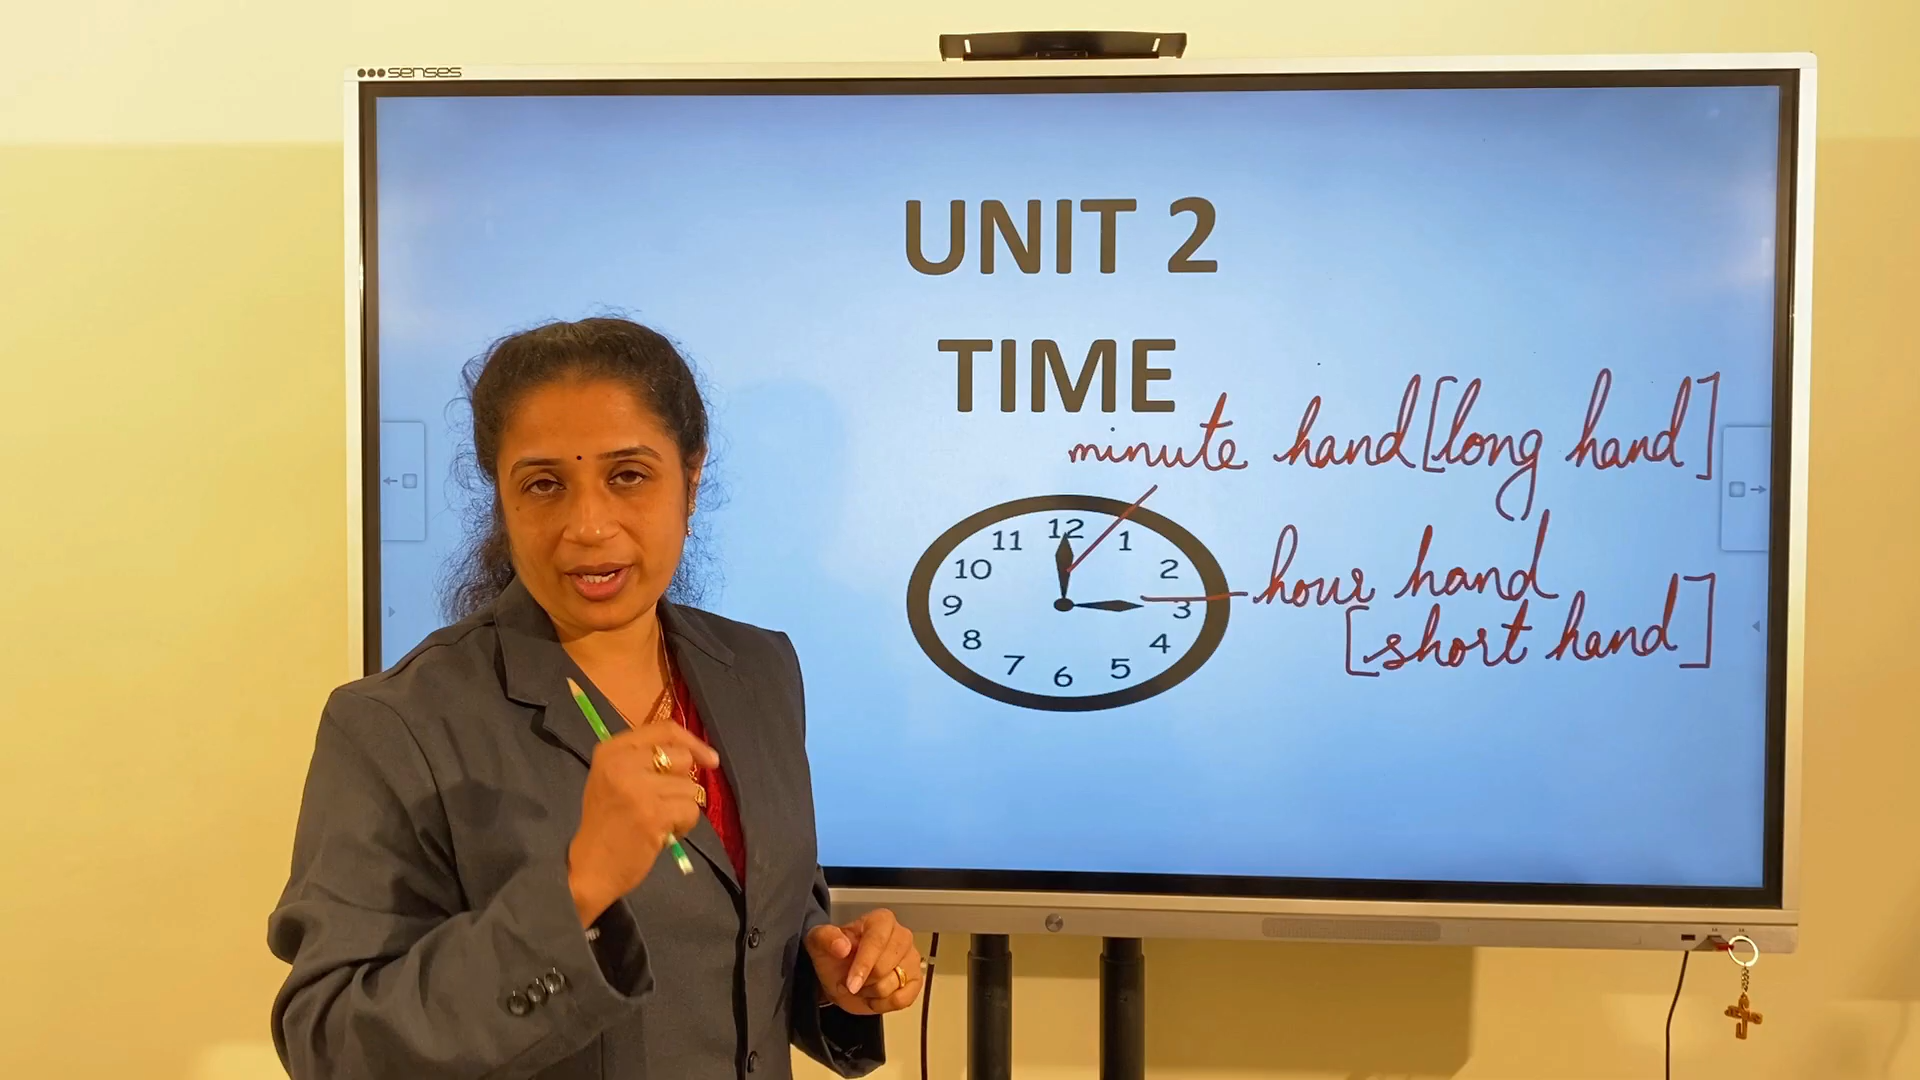 senses
UNIT 2
TIME
minute hand [long hand]
hour hand
[short hand]
12
11 1
10 2
9 3
8 4
7 5
6